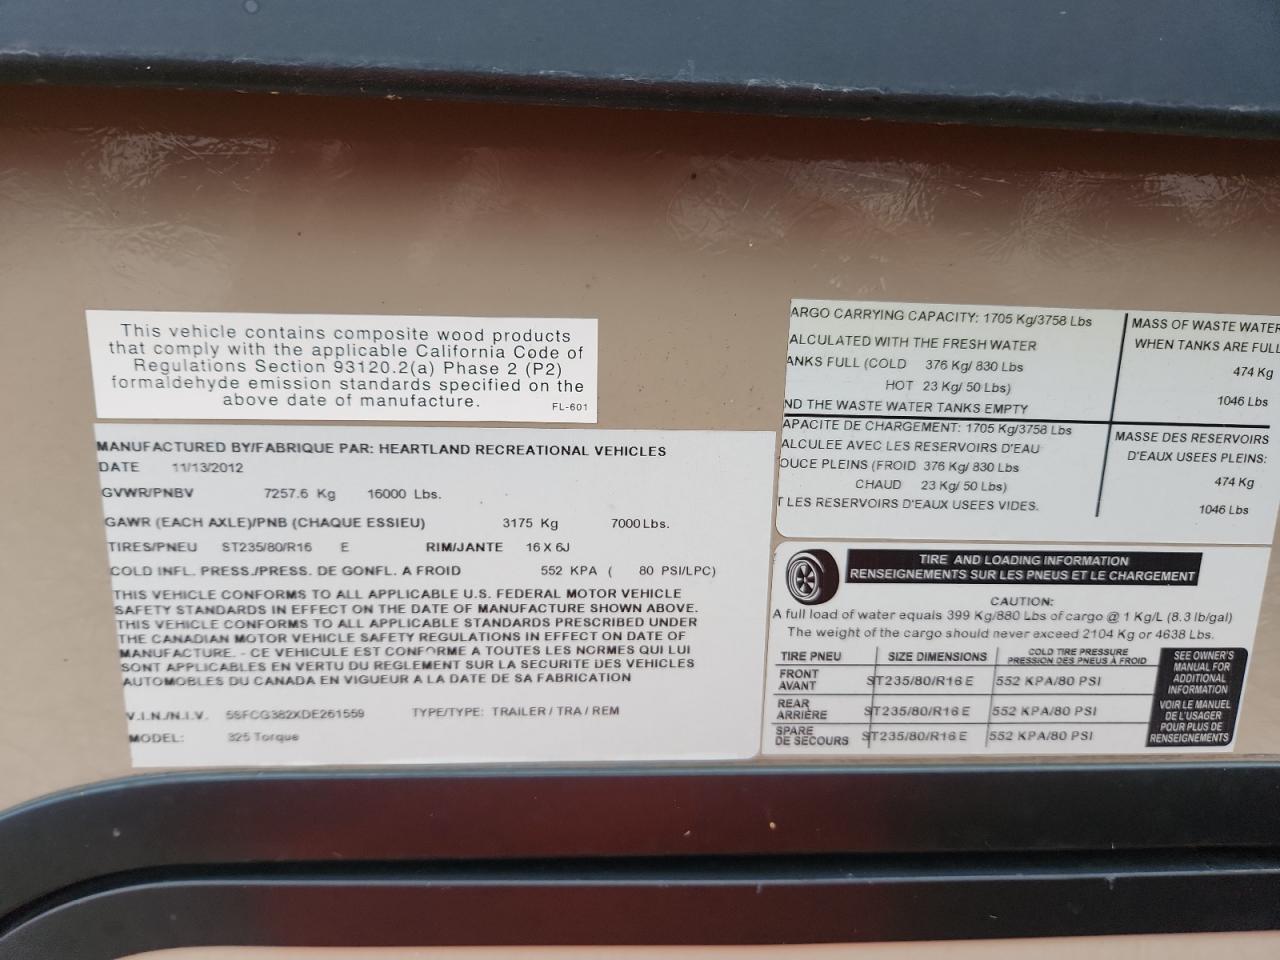 This vehicle contains composite wood products
that comply with the applicable California Code of
Regulations Section 93120.2(a) Phase 2 (P2)
formaldehyde emission standards specified on the
above date of manufacture.
FL-601
MANUFACTURED BY/FABRIQUE PAR: HEARTLAND RECREATIONAL VEHICLES
DATE 11/13/2012
GVWR/PNBV 7257.6 Kg 16000 Lbs.
GAWR (EACH AXLE)/PNB (CHAQUE ESSIEU) 3175 Kg 7000Lbs.
TIRES/PNEU ST235/80/R16 E RIM/JANTE 16 X 6J
COLD INFL. PRESS./PRESS. DE GONFL. A FROID 552 KPA ( 80 PSI/LPC)
THIS VEHICLE CONFORMS TO ALL APPLICABLE U.S. FEDERAL MOTOR VEHICLE
SAFETY STANDARDS IN EFFECT ON THE DATE OF MANUFACTURE SHOWN ABOVE.
THIS VEHICLE CONFORMS TO ALL APPLICABLE STANDARDS PRESCRIBED UNDER
THE CANADIAN MOTOR VEHICLE SAFETY REGULATIONS IN EFFECT ON DATE OF
MANUFACTURE. - CE VEHICULE EST CONFORME A TOUTES LES NORMES QUI LUI
SONT APPLICABLES EN VERTU DU REGLEMENT SUR LA SECURITE DES VEHICLES
AUTOMOBLES DU CANADA EN VIGUEUR A LA DATE DE SA FABRICATION
V.I.N./N.I.V. 5SFCG382XDE261559 TYPE/TYPE: TRAILER / TRA / REM
MODEL: 325 Torque
ARGO CARRYING CAPACITY: 1705 Kg/3758 Lbs
ALCULATED WITH THE FRESH WATER
ANKS FULL (COLD 376 Kg/ 830 Lbs
HOT 23 Kg/ 50 Lbs)
ND THE WASTE WATER TANKS EMPTY
MASS OF WASTE WATER
WHEN TANKS ARE FULL
474 Kg
1046 Lbs
APACITE DE CHARGEMENT: 1705 Kg/3758 Lbs
ALCULEE AVEC LES RESERVOIRS D'EAU
OUCE PLEINS (FROID 376 Kg/ 830 Lbs
CHAUD 23 Kg/ 50 Lbs)
T LES RESERVOIRS D'EAUX USEES VIDES.
MASSE DES RESERVOIRS
D'EAUX USEES PLEINS:
474 Kg
1046 Lbs
TIRE AND LOADING INFORMATION
RENSEIGNEMENTS SUR LES PNEUS ET LE CHARGEMENT
CAUTION:
A full load of water equals 399 Kg/880 Lbs of cargo @ 1 Kg/L (8.3 lb/gal)
The weight of the cargo should never exceed 2104 Kg or 4638 Lbs.
TIRE PNEU SIZE DIMENSIONS COLD TIRE PRESSURE
PRESSION DES PNEUS À FROID
FRONT
AVANT ST235/80/R16 E 552 KPA/80 PSI
REAR
ARRIÈRE ST235/80/R16 E 552 KPA/80 PSI
SPARE
DE SECOURS ST235/80/R16 E 552 KPA/80 PSI
SEE OWNER'S
MANUAL FOR
ADDITIONAL
INFORMATION
VOIR LE MANUEL
DE L'USAGER
POUR PLUS DE
RENSEIGNEMENTS